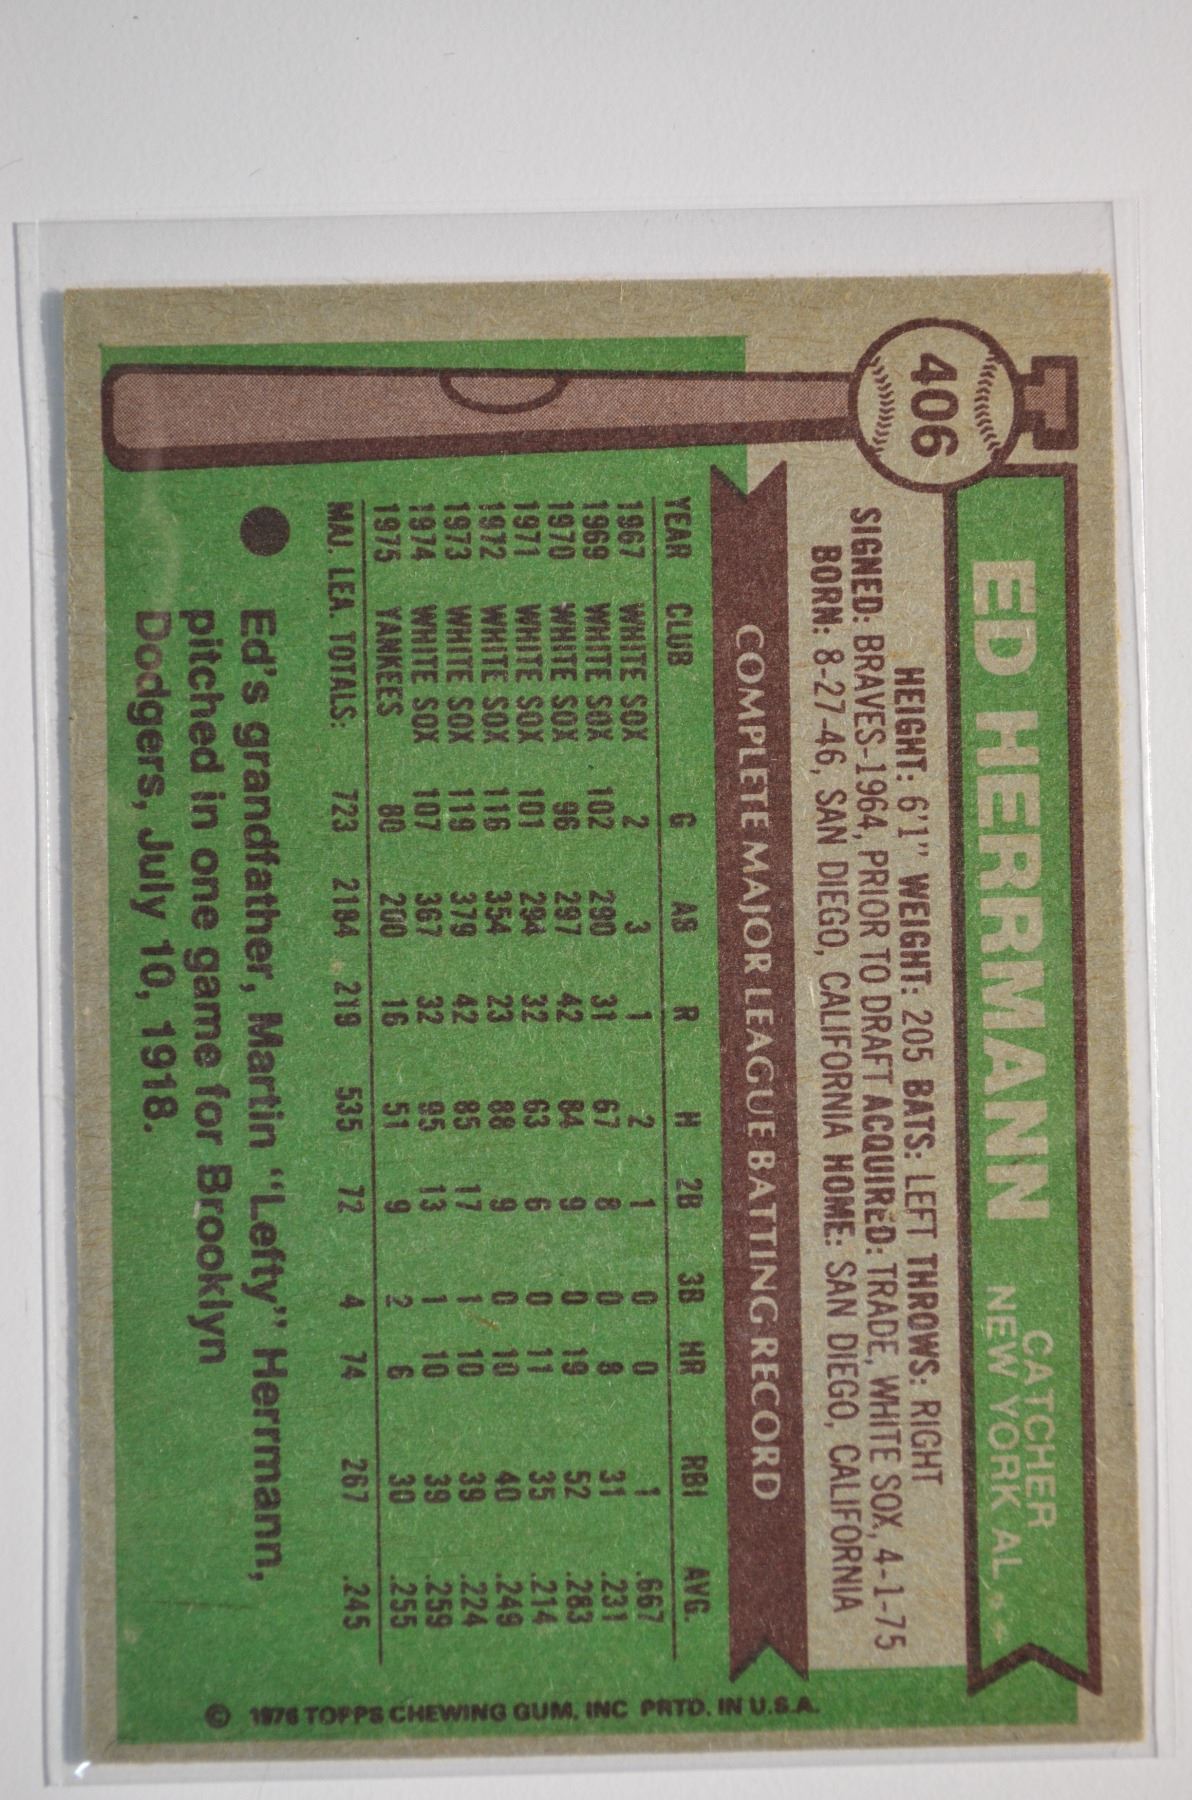 406
ED HERRMANN
CATCHER
NEW YORK AL
HEIGHT: 6'1" WEIGHT: 205 BATS: LEFT THROWS: RIGHT
SIGNED: BRAVES-1964, PRIOR TO DRAFT ACQUIRED: TRADE, WHITE SOX, 4-1-75
BORN: 8-27-46, SAN DIEGO, CALIFORNIA HOME: SAN DIEGO, CALIFORNIA
COMPLETE MAJOR LEAGUE BATTING RECORD
YEAR CLUB G AB R H 2B 3B HR RBI AVG.
1967 WHITE SOX 2 3 1 2 1 0 0 1 .667
1969 WHITE SOX 102 290 31 67 8 0 8 31 .231
1970 WHITE SOX 96 297 42 84 9 0 19 52 .283
1971 WHITE SOX 101 294 32 63 6 0 11 35 .214
1972 WHITE SOX 116 354 23 88 9 0 10 40 .249
1973 WHITE SOX 119 379 42 85 17 1 10 39 .224
1974 WHITE SOX 107 367 32 95 13 1 10 39 .259
1975 YANKEES 80 200 16 51 9 2 6 30 .255
MAJ. LEA. TOTALS: 723 2184 219 535 72 4 74 267 .245
Ed's grandfather, Martin "Lefty" Herrmann,
pitched in one game for Brooklyn
Dodgers, July 10, 1918.
© 1976 TOPPS CHEWING GUM, INC PRTD. IN U.S.A.